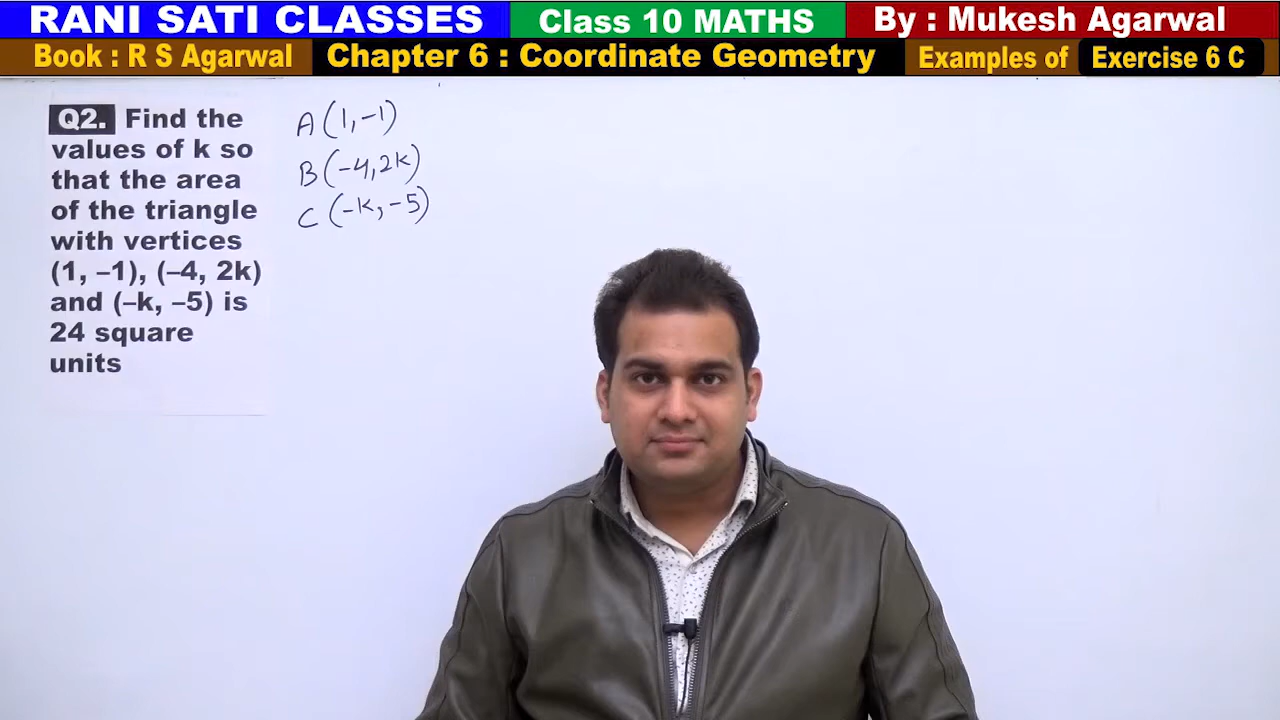 RANI SATI CLASSES Class 10 MATHS By : Mukesh Agarwal
Book : R S Agarwal Chapter 6 : Coordinate Geometry Examples of Exercise 6 C
Q2. Find the
values of k so
that the area
of the triangle
with vertices
(1, –1), (–4, 2k)
and (–k, –5) is
24 square
units
A (1, -1)
B (-4, 2k)
C (-k, -5)